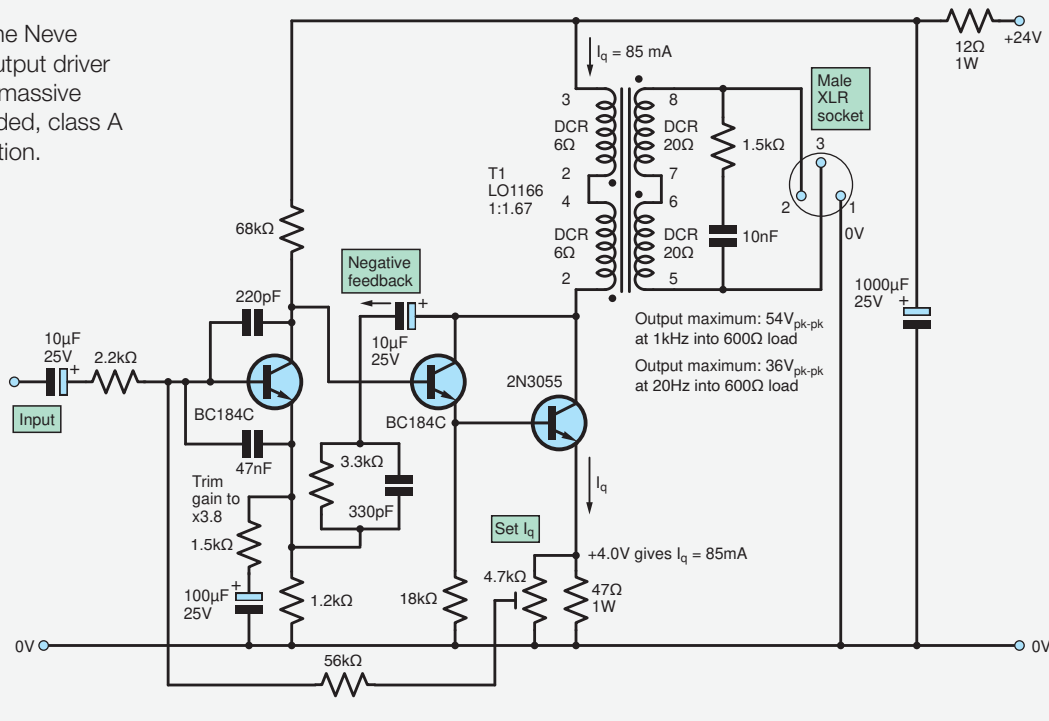 ne Neve
utput driver
massive
ded, class A
tion.
Iq = 85 mA
12Ω
1W
+24V
Male
XLR
socket
3
DCR
6Ω
2
T1
LO1166
1:1.67
4
DCR
6Ω
2
8
DCR
20Ω
7
6
DCR
20Ω
5
1.5kΩ
10nF
3
2
1
0V
68kΩ
Negative
feedback
220pF
10µF
25V
+
2.2kΩ
Input
BC184C
47nF
10µF
25V
+
BC184C
2N3055
Output maximum: 54Vpk-pk
at 1kHz into 600Ω load
Output maximum: 36Vpk-pk
at 20Hz into 600Ω load
1000µF
25V
+
3.3kΩ
330pF
Trim
gain to
x3.8
1.5kΩ
100µF
25V
+
1.2kΩ
18kΩ
Iq
Set Iq
+4.0V gives Iq = 85mA
4.7kΩ
47Ω
1W
0V
0V
56kΩ